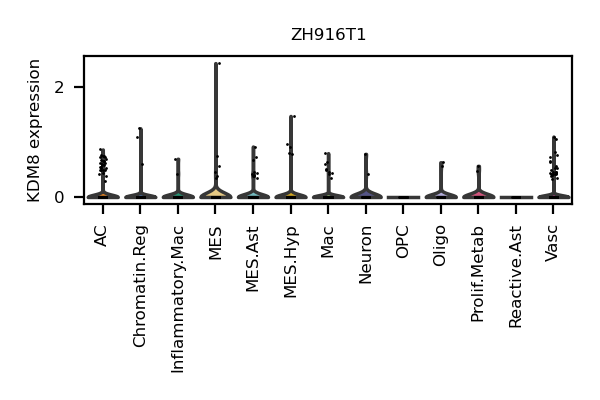 ZH916T1
KDM8 expression
2
0
AC
Chromatin.Reg
Inflammatory.Mac
MES
MES.Ast
MES.Hyp
Mac
Neuron
OPC
Oligo
Prolif.Metab
Reactive.Ast
Vasc